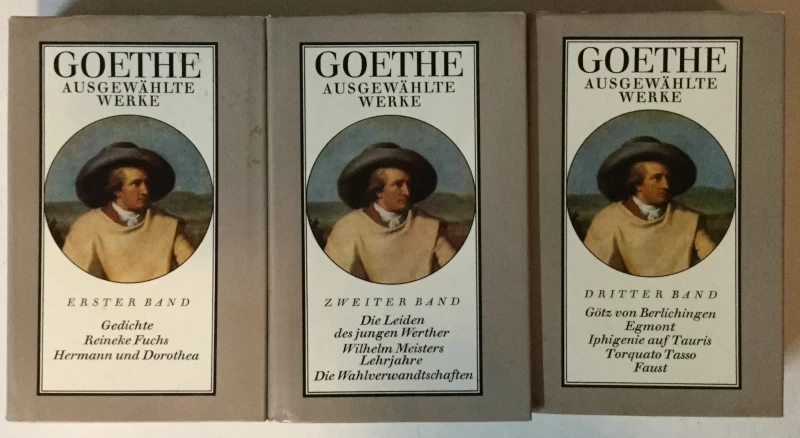 GOETHE
AUSGEWÄHLTE
WERKE
ERSTER BAND
Gedichte
Reineke Fuchs
Hermann und Dorothea
GOETHE
AUSGEWÄHLTE
WERKE
ZWEITER BAND
Die Leiden
des jungen Werther
Wilhelm Meisters
Lehrjahre
Die Wahlverwandtschaften
GOETHE
AUSGEWÄHLTE
WERKE
DRITTER BAND
Götz von Berlichingen
Egmont
Iphigenie auf Tauris
Torquato Tasso
Faust